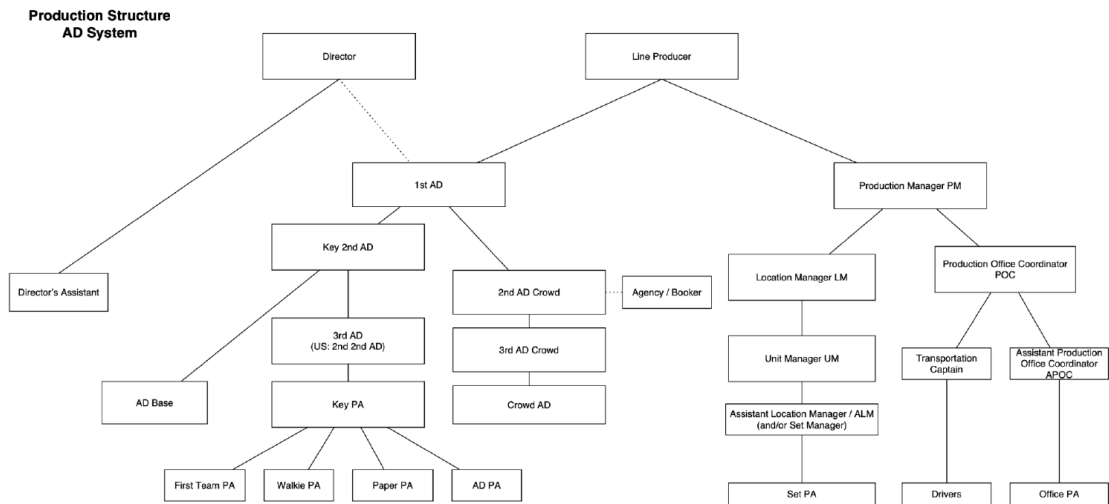 Production Structure
AD System
Director
Line Producer
1st AD
Production Manager PM
Key 2nd AD
Production Office Coordinator
POC
Location Manager LM
Director's Assistant
2nd AD Crowd
Agency / Booker
3rd AD
(US: 2nd 2nd AD)
3rd AD Crowd
Unit Manager UM
Transportation
Captain
Assistant Production
Office Coordinator
APOC
AD Base
Key PA
Crowd AD
Assistant Location Manager / ALM
(and/or Set Manager)
First Team PA
Walkie PA
Paper PA
AD PA
Set PA
Drivers
Office PA